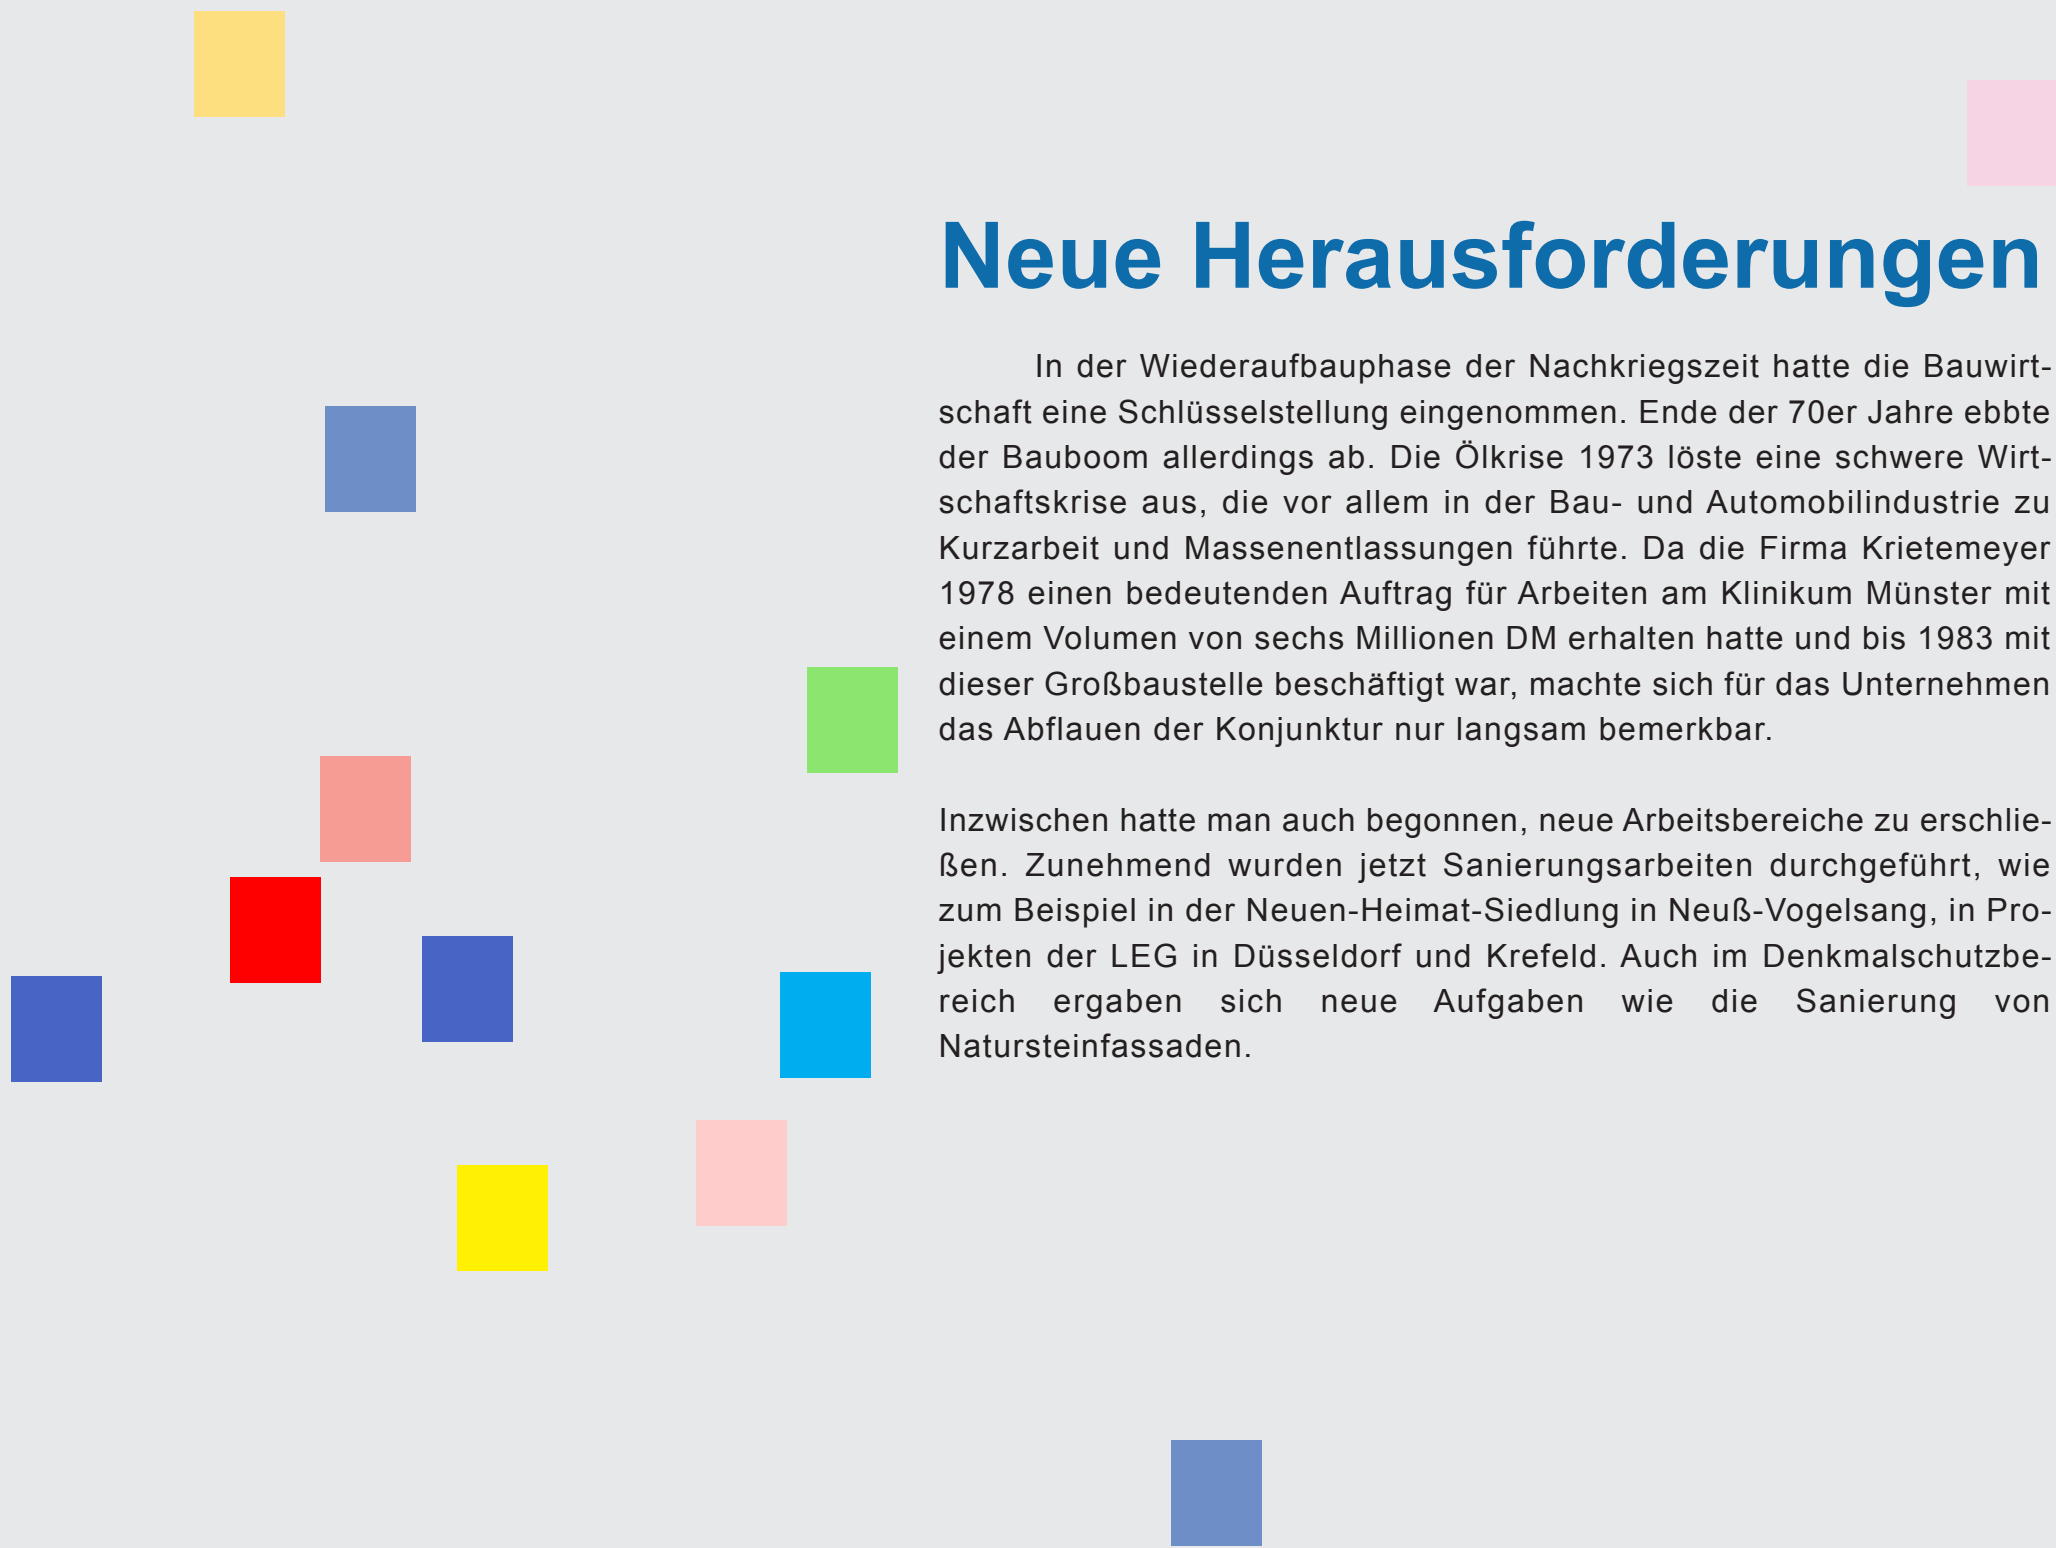 Neue Herausforderungen
In der Wiederaufbauphase der Nachkriegszeit hatte die Bauwirt-
schaft eine Schlüsselstellung eingenommen. Ende der 70er Jahre ebbte
der Bauboom allerdings ab. Die Ölkrise 1973 löste eine schwere Wirt-
schaftskrise aus, die vor allem in der Bau- und Automobilindustrie zu
Kurzarbeit und Massenentlassungen führte. Da die Firma Krietemeyer
1978 einen bedeutenden Auftrag für Arbeiten am Klinikum Münster mit
einem Volumen von sechs Millionen DM erhalten hatte und bis 1983 mit
dieser Großbaustelle beschäftigt war, machte sich für das Unternehmen
das Abflauen der Konjunktur nur langsam bemerkbar.
Inzwischen hatte man auch begonnen, neue Arbeitsbereiche zu erschlie-
ßen. Zunehmend wurden jetzt Sanierungsarbeiten durchgeführt, wie
zum Beispiel in der Neuen-Heimat-Siedlung in Neuß-Vogelsang, in Pro-
jekten der LEG in Düsseldorf und Krefeld. Auch im Denkmalschutzbe-
reich ergaben sich neue Aufgaben wie die Sanierung von
Natursteinfassaden.